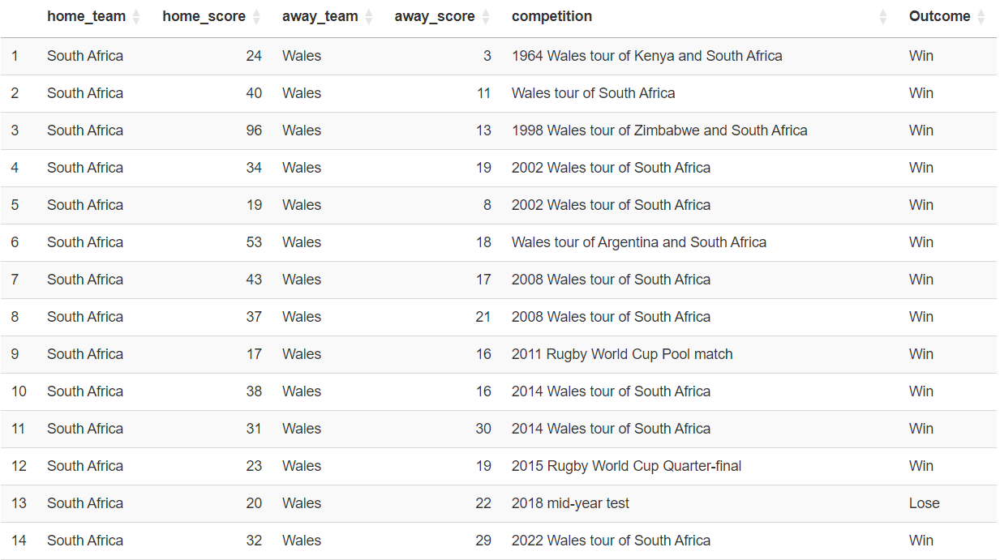 home_team home_score away_team away_score competition Outcome
1 South Africa 24 Wales 3 1964 Wales tour of Kenya and South Africa Win
2 South Africa 40 Wales 11 Wales tour of South Africa Win
3 South Africa 96 Wales 13 1998 Wales tour of Zimbabwe and South Africa Win
4 South Africa 34 Wales 19 2002 Wales tour of South Africa Win
5 South Africa 19 Wales 8 2002 Wales tour of South Africa Win
6 South Africa 53 Wales 18 Wales tour of Argentina and South Africa Win
7 South Africa 43 Wales 17 2008 Wales tour of South Africa Win
8 South Africa 37 Wales 21 2008 Wales tour of South Africa Win
9 South Africa 17 Wales 16 2011 Rugby World Cup Pool match Win
10 South Africa 38 Wales 16 2014 Wales tour of South Africa Win
11 South Africa 31 Wales 30 2014 Wales tour of South Africa Win
12 South Africa 23 Wales 19 2015 Rugby World Cup Quarter-final Win
13 South Africa 20 Wales 22 2018 mid-year test Lose
14 South Africa 32 Wales 29 2022 Wales tour of South Africa Win